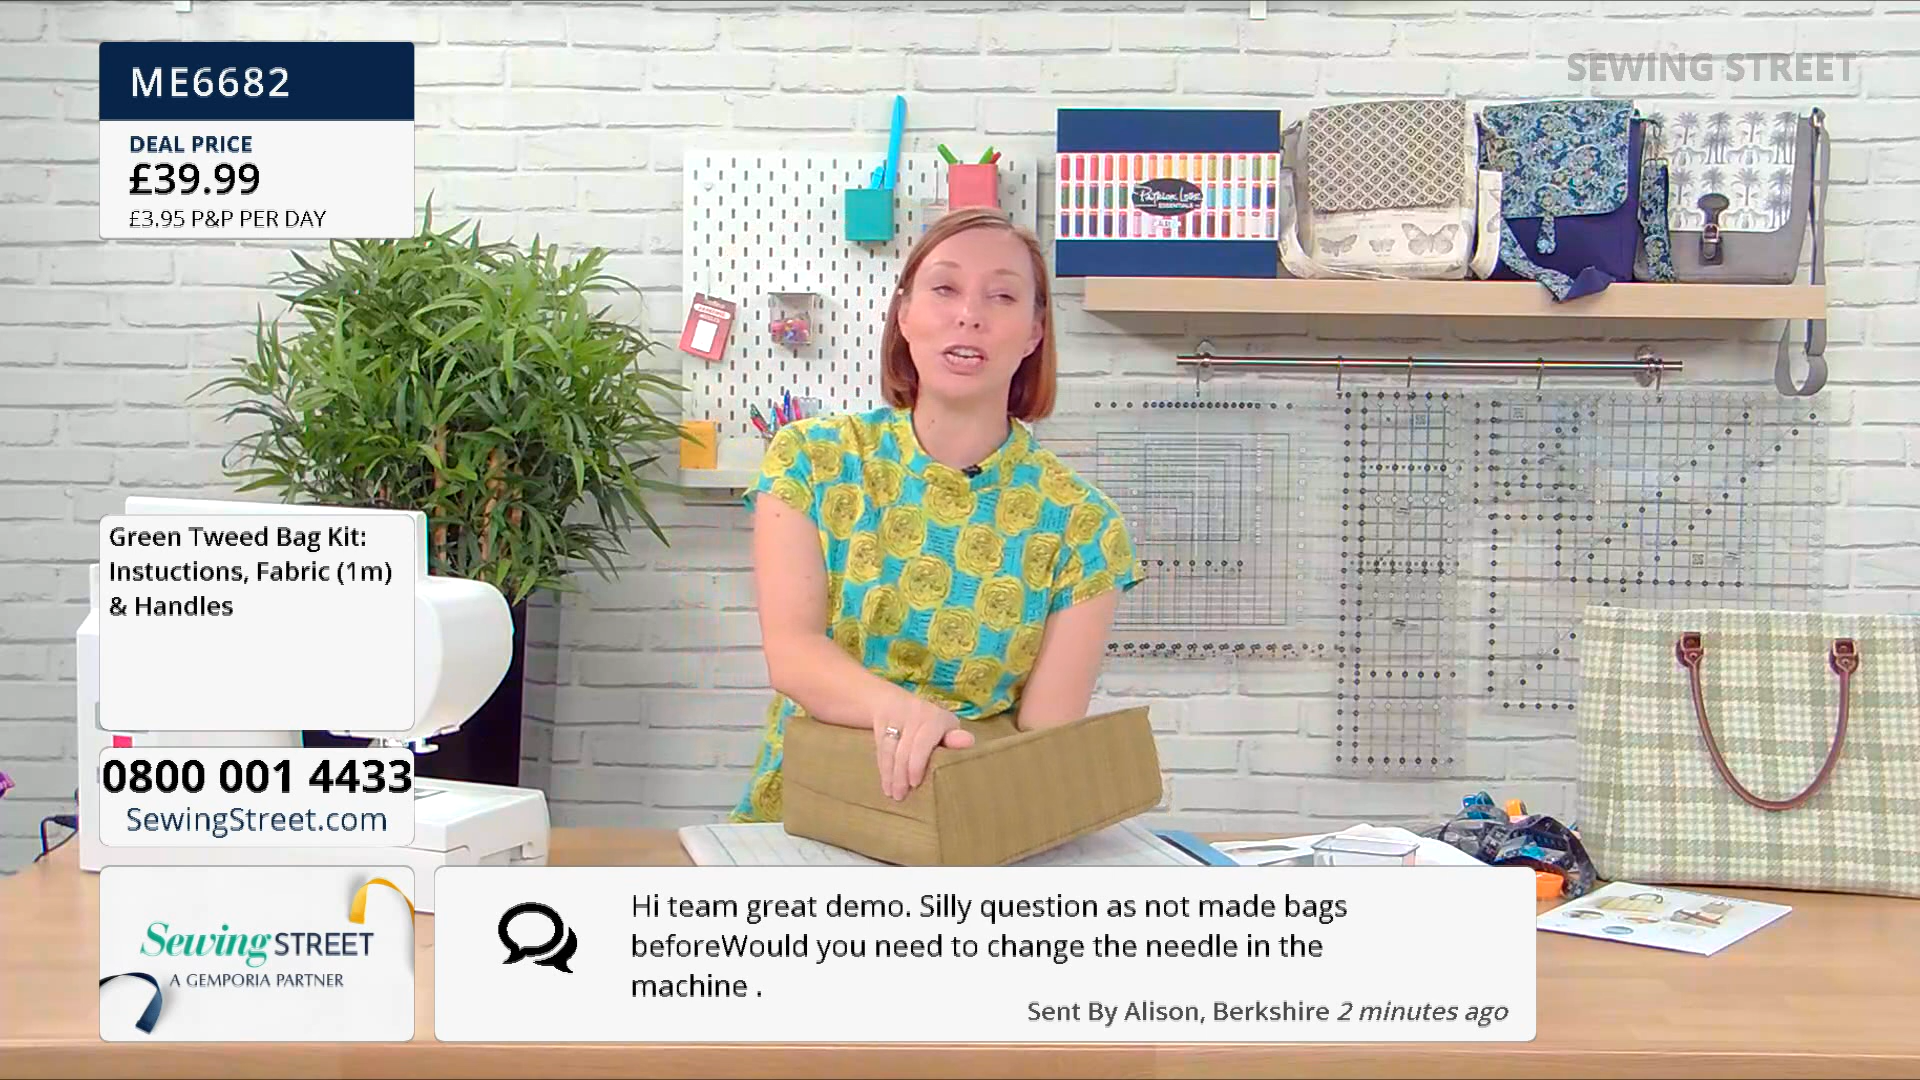 ME6682
DEAL PRICE
£39.99
£3.95 P&P PER DAY
SEWING STREET
Green Tweed Bag Kit:
Instuctions, Fabric (1m)
& Handles
0800 001 4433
SewingStreet.com
Sewing STREET
A GEMPORIA PARTNER
Hi team great demo. Silly question as not made bags
beforeWould you need to change the needle in the
machine .
Sent By Alison, Berkshire 2 minutes ago